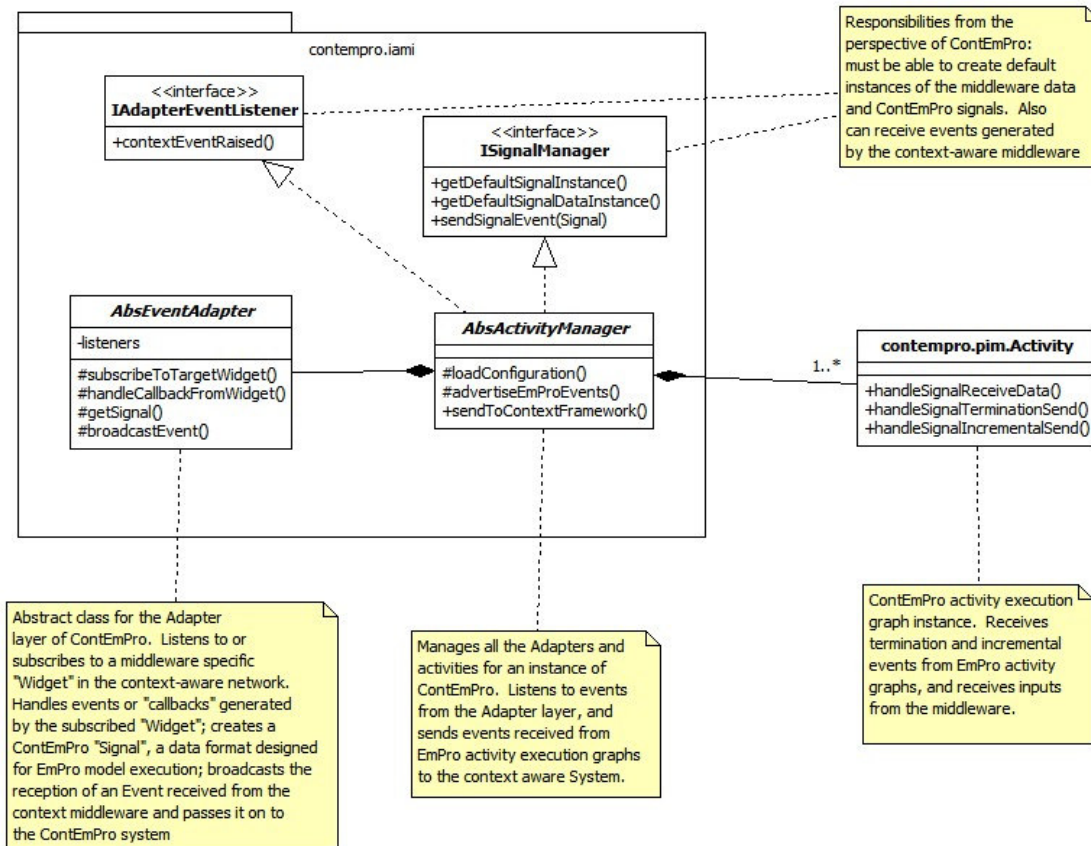 contempro.iami
<<interface>>
IAdapterEventListener
+contextEventRaised()
<<interface>>
ISignalManager
+getDefaultSignalInstance()
+getDefaultSignalDataInstance()
+sendSignalEvent(Signal)
Responsibilities from the
perspective of ContEmPro:
must be able to create default
instances of the middleware data
and ContEmPro signals. Also
can receive events generated
by the context-aware middleware
AbsEventAdapter
-listeners
#subscribeToTargetWidget()
#handleCallbackFromWidget()
#getSignal()
#broadcastEvent()
AbsActivityManager
#loadConfiguration()
#advertiseEmProEvents()
+sendToContextFramework()
1..*
contempro.pim.Activity
+handleSignalReceiveData()
+handleSignalTerminationSend()
+handleSignalIncrementalSend()
Abstract class for the Adapter
layer of ContEmPro. Listens to or
subscribes to a middleware specific
"Widget" in the context-aware network.
Handles events or "callbacks" generated
by the subscribed "Widget"; creates a
ContEmPro "Signal", a data format designed
for EmPro model execution; broadcasts the
reception of an Event received from the
context middleware and passes it on to
the ContEmPro system
Manages all the Adapters and
activities for an instance of
ContEmPro. Listens to events
from the Adapter layer, and
sends events received from
EmPro activity execution graphs
to the context aware System.
ContEmPro activity execution
graph instance. Receives
termination and incremental
events from EmPro activity
graphs, and receives inputs
from the middleware.